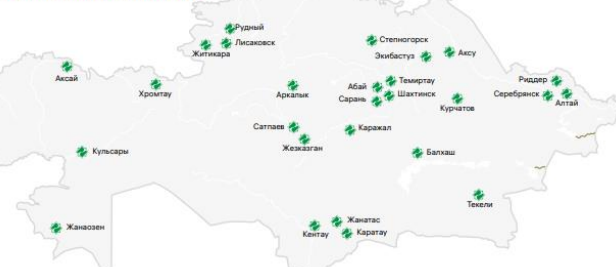 Рудный
Лисаковск
Житикара
Степногорск
Экибастуз
Аксу
Аксай
Хромтау
Аркалык
Абай
Темиртау
Сарань
Шахтинск
Курчатов
Риддер
Серебрянск
Алтай
Сатпаев
Жезказган
Каражал
Кульсары
Балхаш
Текели
Жанаозен
Жанатас
Кентау
Каратау